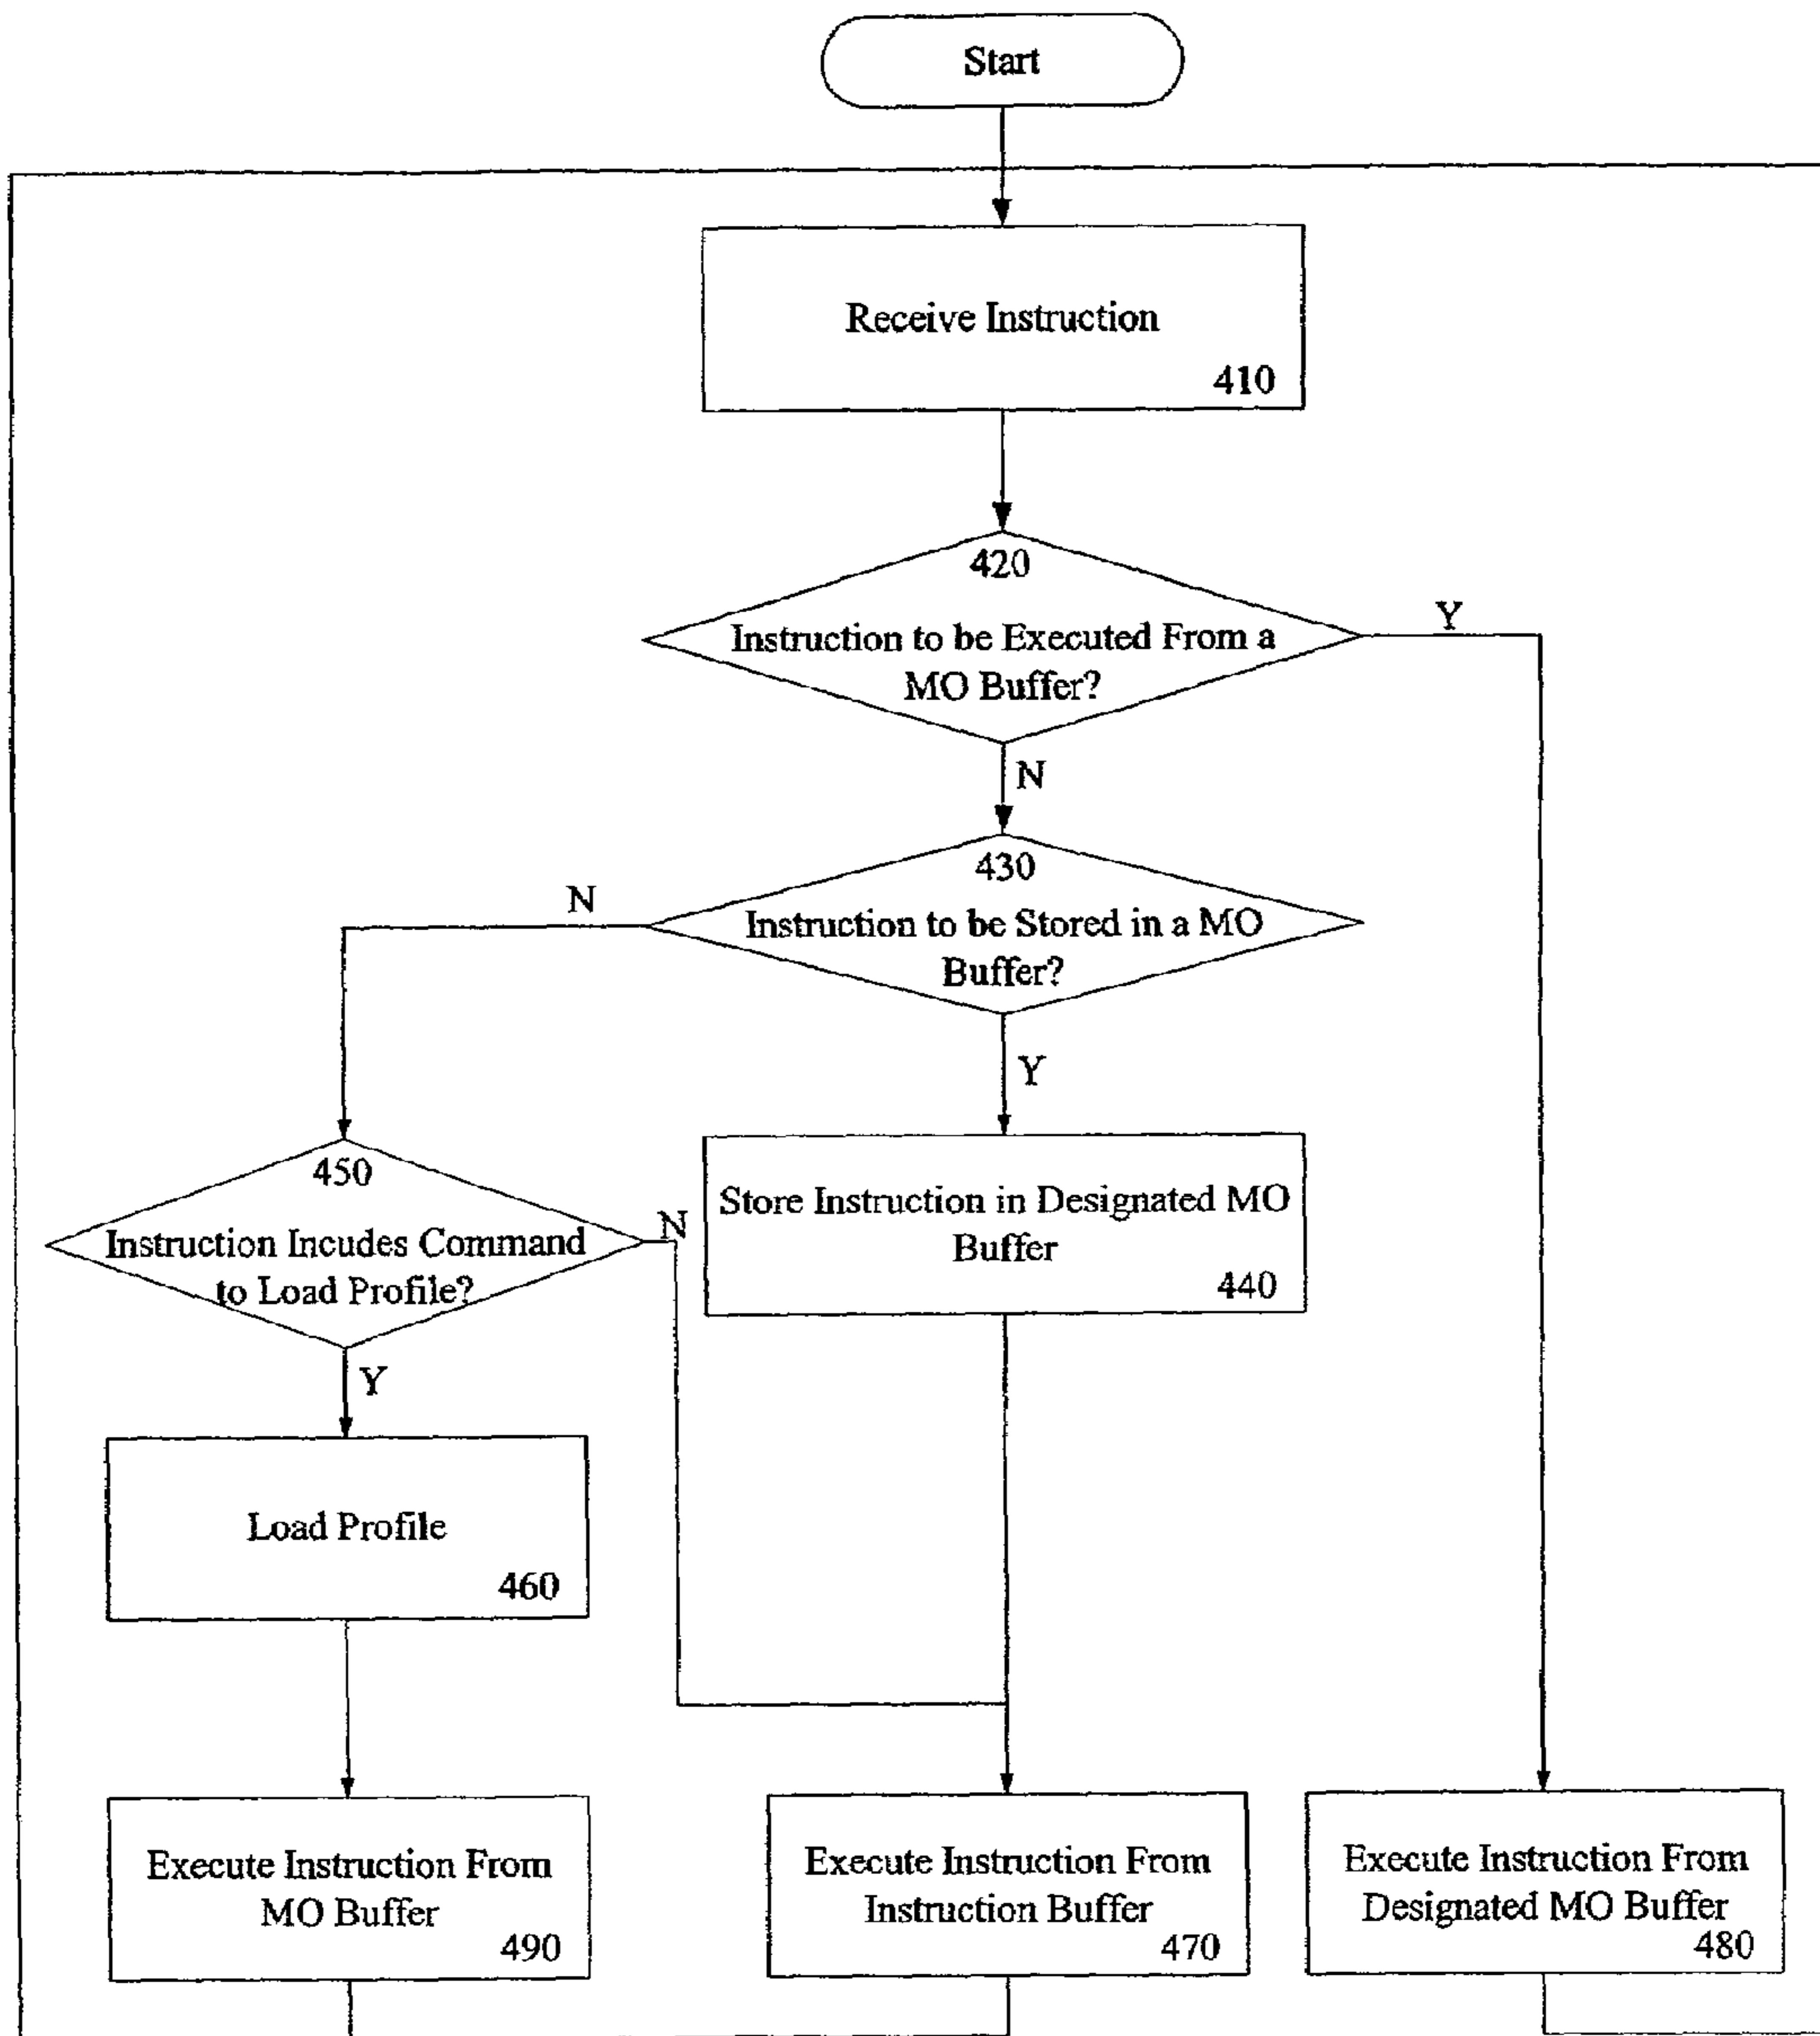 Start
Receive Instruction
410
420
Instruction to be Executed From a
MO Buffer?
Y
N
430
Instruction to be Stored in a MO
Buffer?
N
Y
450
Instruction Incudes Command
to Load Profile?
N
Y
Store Instruction in Designated MO
Buffer
440
Load Profile
460
Execute Instruction From
MO Buffer
490
Execute Instruction From
Instruction Buffer
470
Execute Instruction From
Designated MO Buffer
480